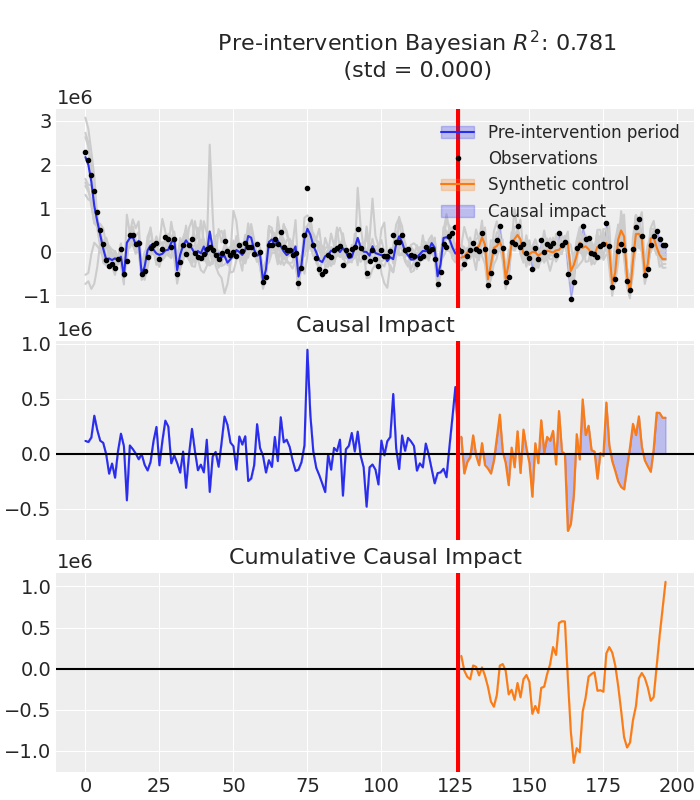 Pre-intervention Bayesian R²: 0.781
(std = 0.000)
1e6
3
2
1
0
−1
Pre-intervention period
Observations
Synthetic control
Causal impact
1e6
Causal Impact
1.0
0.5
0.0
−0.5
1e6
Cumulative Causal Impact
1.0
0.5
0.0
−0.5
−1.0
0 25 50 75 100 125 150 175 200